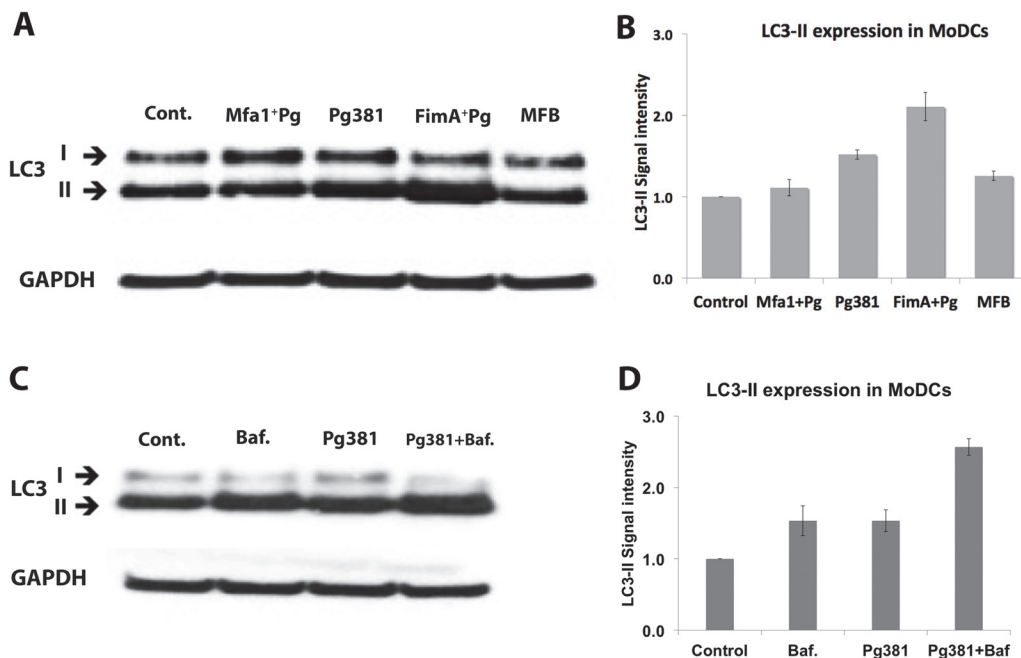 A
Cont. Mfa1⁺Pg Pg381 FimA⁺Pg MFB
LC3
I →
II →
GAPDH
B
LC3-II expression in MoDCs
LC3-II Signal intensity
3.0
2.0
1.0
0.0
Control Mfa1+Pg Pg381 FimA+Pg MFB
C
Cont. Baf. Pg381 Pg381+Baf.
LC3
I →
II →
GAPDH
D
LC3-II expression in MoDCs
LC3-II Signal intensity
3.0
2.0
1.0
0.0
Control Baf. Pg381 Pg381+Baf